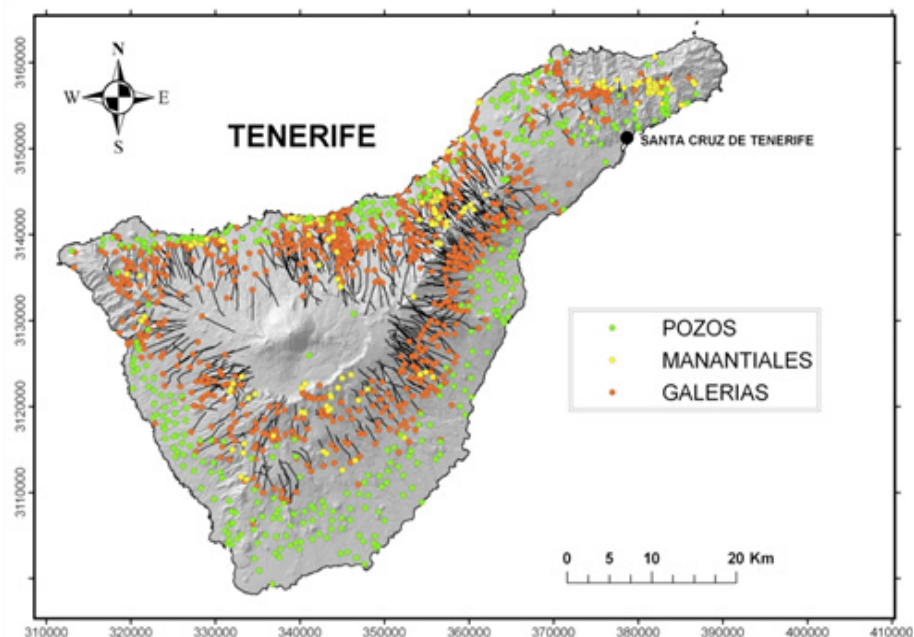 N
W E
S
TENERIFE
SANTA CRUZ DE TENERIFE
POZOS
MANANTIALES
GALERIAS
0 5 10 20 Km
3160000
3150000
3140000
3130000
3120000
3110000
310000 320000 330000 340000 350000 360000 370000 380000 390000 400000 410000